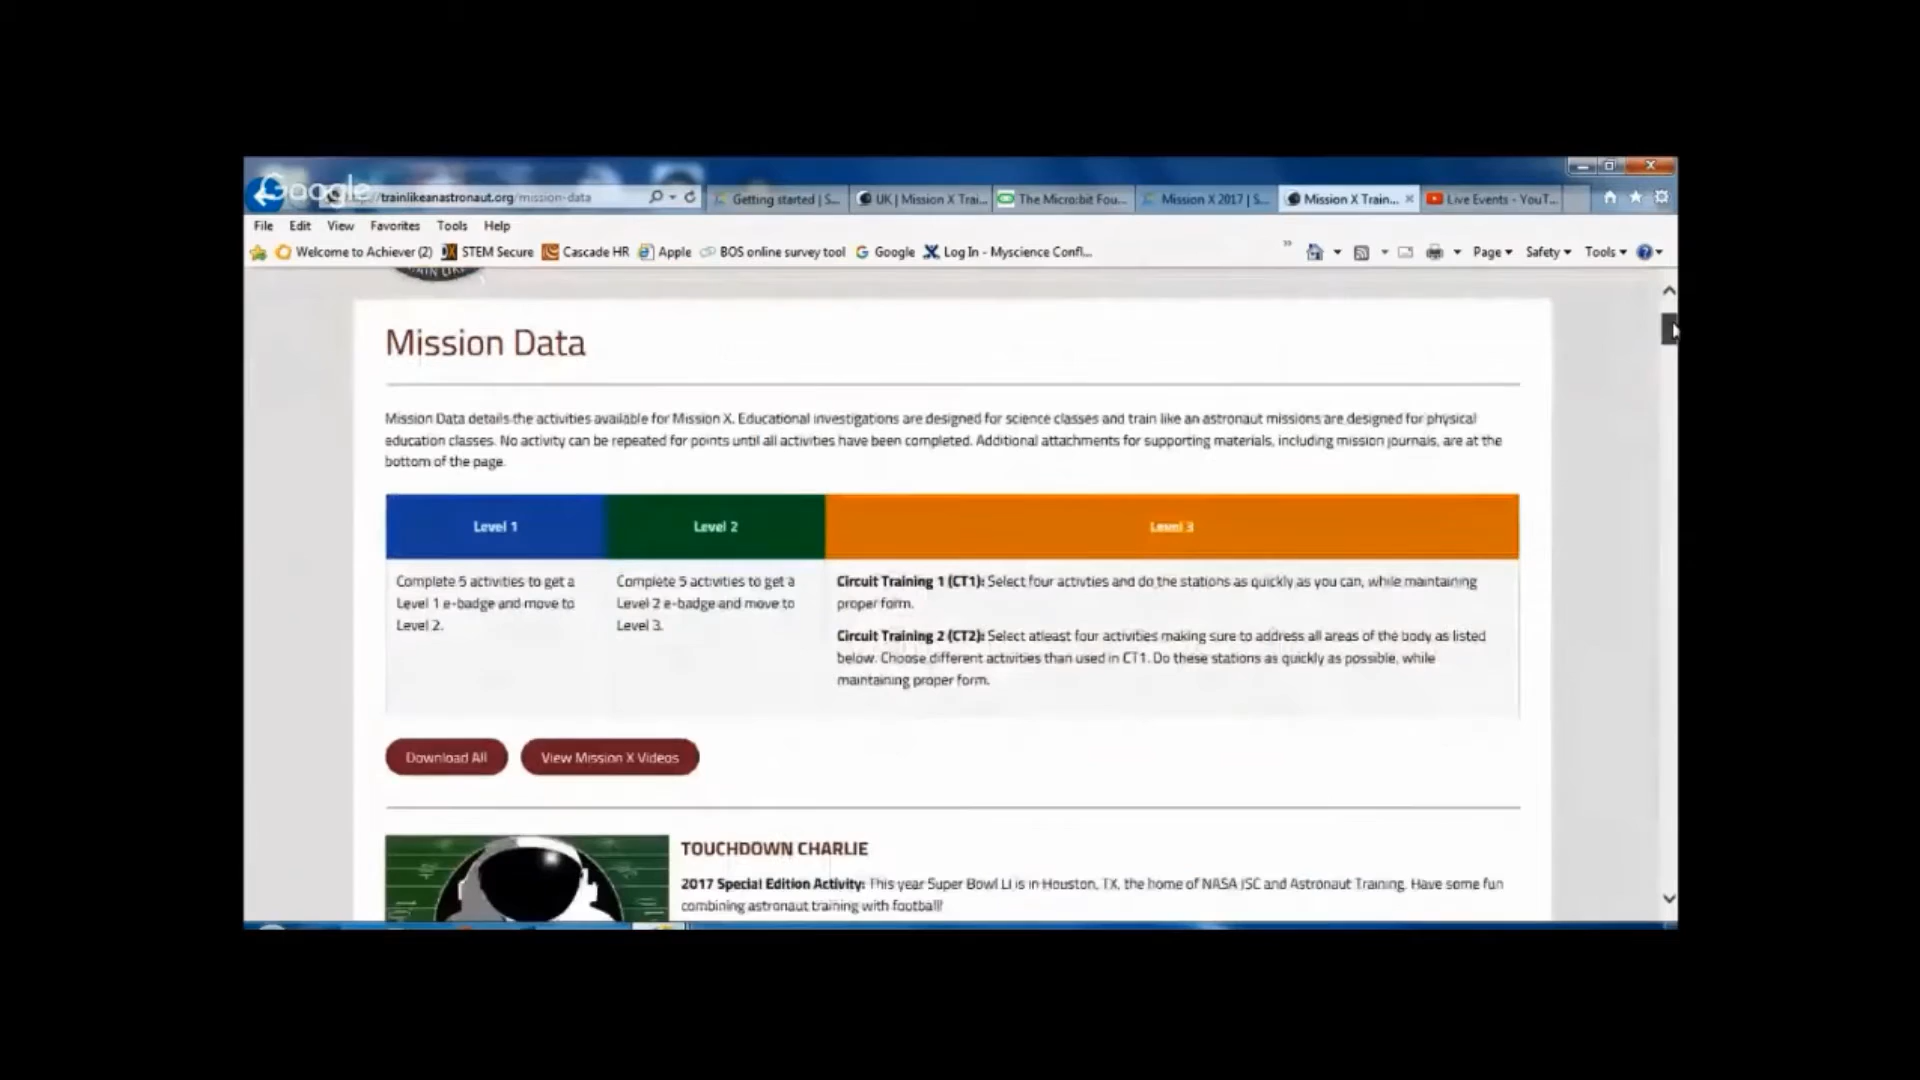 Google
trainlikeanastronaut.org/mission-data
Getting started | S...
UK | Mission X Trai...
The Micro:bit Fou...
Mission X 2017 | S...
Mission X Train...
Live Events - YouT...
File Edit View Favorites Tools Help
Welcome to Achiever (2) STEM Secure Cascade HR Apple BOS online survey tool Google Log In - Myscience Confl... Page Safety Tools
TRAIN LIKE
Mission Data
Mission Data details the activities available for Mission X. Educational investigations are designed for science classes and train like an astronaut missions are designed for physical
education classes. No activity can be repeated for points until all activities have been completed. Additional attachments for supporting materials, including mission journals, are at the
bottom of the page.
Level 1
Complete 5 activities to get a
Level 1 e-badge and move to
Level 2.
Level 2
Complete 5 activities to get a
Level 2 e-badge and move to
Level 3.
Level 3
Circuit Training 1 (CT1): Select four activties and do the stations as quickly as you can, while maintaining
proper form.
Circuit Training 2 (CT2): Select atleast four activities making sure to address all areas of the body as listed
below. Choose different activities than used in CT1. Do these stations as quickly as possible, while
maintaining proper form.
Download All
View Mission X Videos
TOUCHDOWN CHARLIE
2017 Special Edition Activity: This year Super Bowl LI is in Houston, TX, the home of NASA JSC and Astronaut Training. Have some fun
combining astronaut training with football!